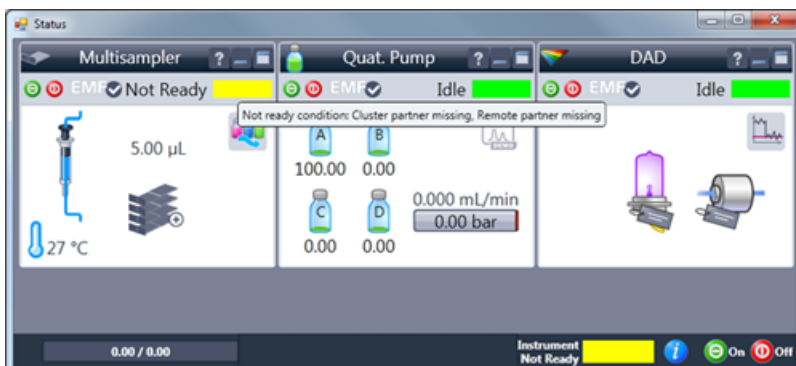 Status
Multisampler ?
Quat. Pump ?
DAD ?
EMF Not Ready
EMF Idle
EMF Idle
Not ready condition: Cluster partner missing, Remote partner missing
5.00 µL
27 °C
A B
100.00 0.00
C D
0.00 0.00
0.000 mL/min
0.00 bar
DEMO
0.00 / 0.00
Instrument
Not Ready
i
On
Off